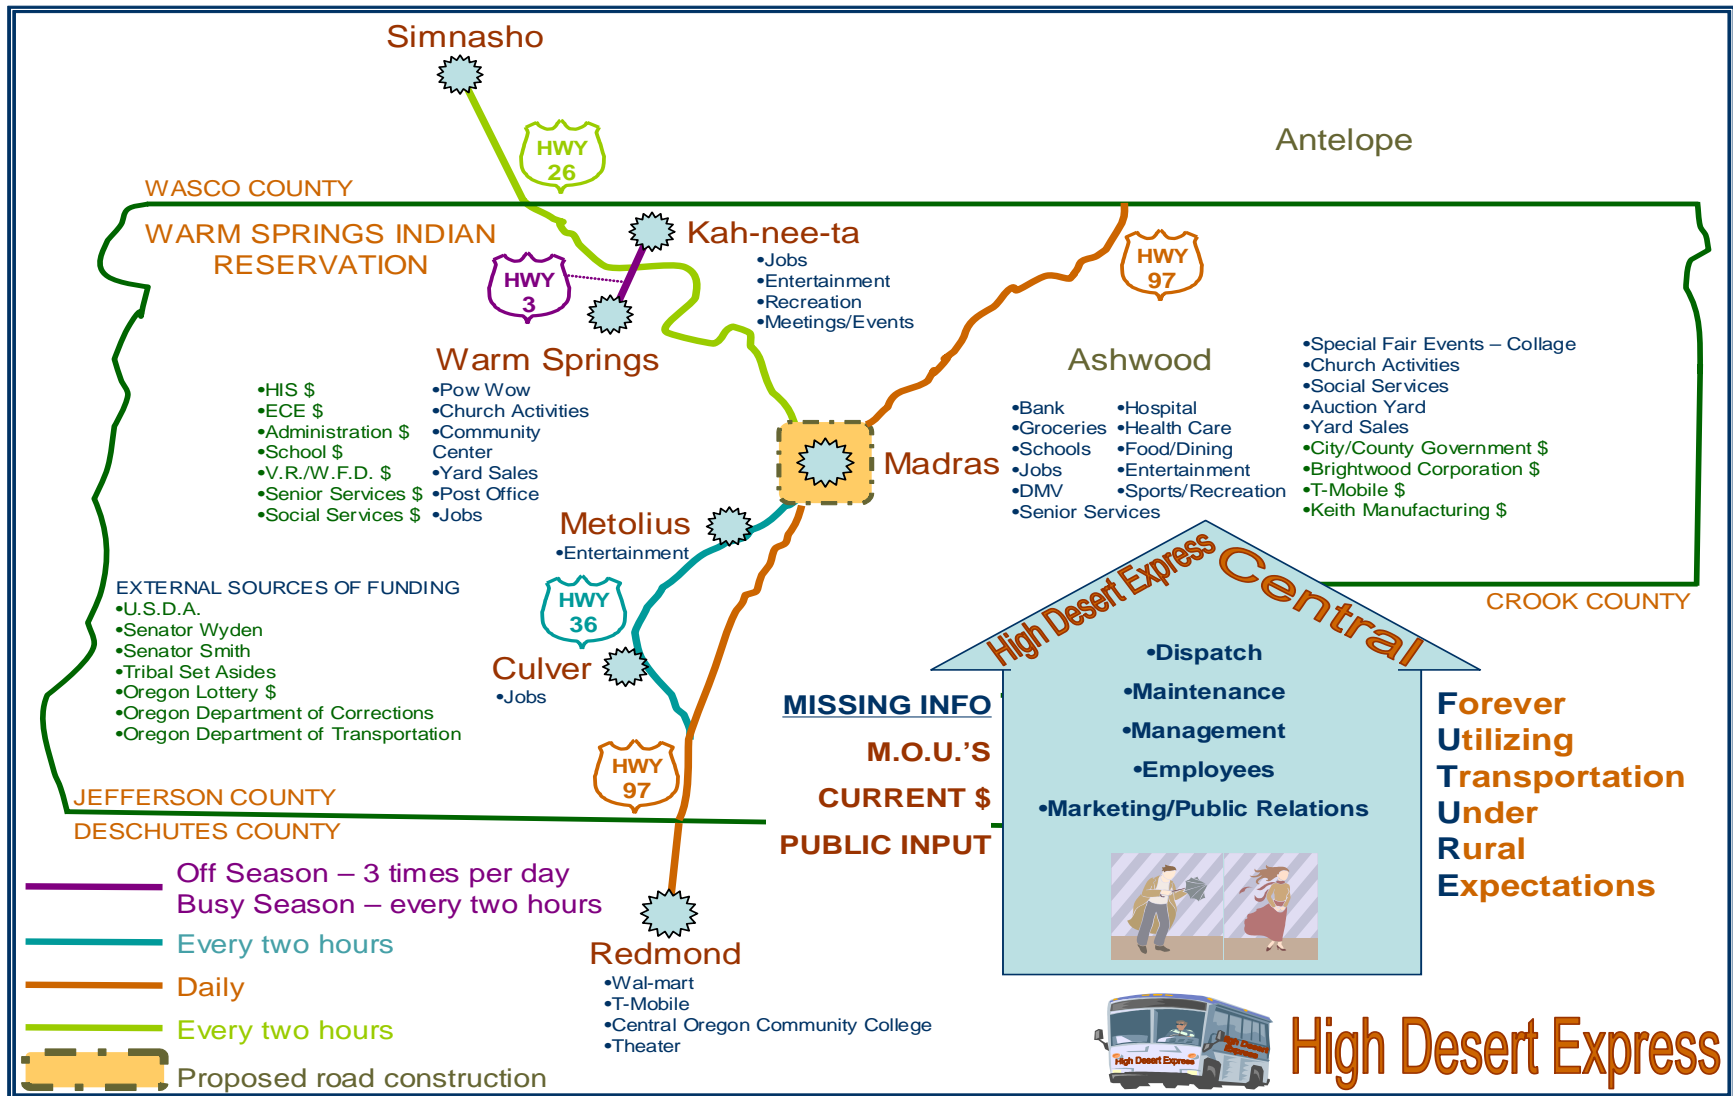 Simnasho
HWY
26
Antelope
WASCO COUNTY
WARM SPRINGS INDIAN
RESERVATION
Kah-nee-ta
•Jobs
•Entertainment
•Recreation
•Meetings/Events
HWY
3
HWY
97
Warm Springs
•HIS $
•ECE $
•Administration $
•School $
•V.R./W.F.D. $
•Senior Services $
•Social Services $
•Pow Wow
•Church Activities
•Community
Center
•Yard Sales
•Post Office
•Jobs
Ashwood
Madras
•Bank
•Groceries
•Schools
•Jobs
•DMV
•Senior Services
•Hospital
•Health Care
•Food/Dining
•Entertainment
•Sports/Recreation
•Special Fair Events – Collage
•Church Activities
•Social Services
•Auction Yard
•Yard Sales
•City/County Government $
•Brightwood Corporation $
•T-Mobile $
•Keith Manufacturing $
Metolius
•Entertainment
HWY
36
Culver
•Jobs
EXTERNAL SOURCES OF FUNDING
•U.S.D.A.
•Senator Wyden
•Senator Smith
•Tribal Set Asides
•Oregon Lottery $
•Oregon Department of Corrections
•Oregon Department of Transportation
CROOK COUNTY
High Desert Express
Central
•Dispatch
•Maintenance
•Management
•Employees
•Marketing/Public Relations
MISSING INFO
M.O.U.'S
CURRENT $
PUBLIC INPUT
Forever
Utilizing
Transportation
Under
Rural
Expectations
HWY
97
JEFFERSON COUNTY
DESCHUTES COUNTY
Off Season – 3 times per day
Busy Season – every two hours
Every two hours
Daily
Every two hours
Proposed road construction
Redmond
•Wal-mart
•T-Mobile
•Central Oregon Community College
•Theater
High Desert Express
High Desert
Express
High Desert Express